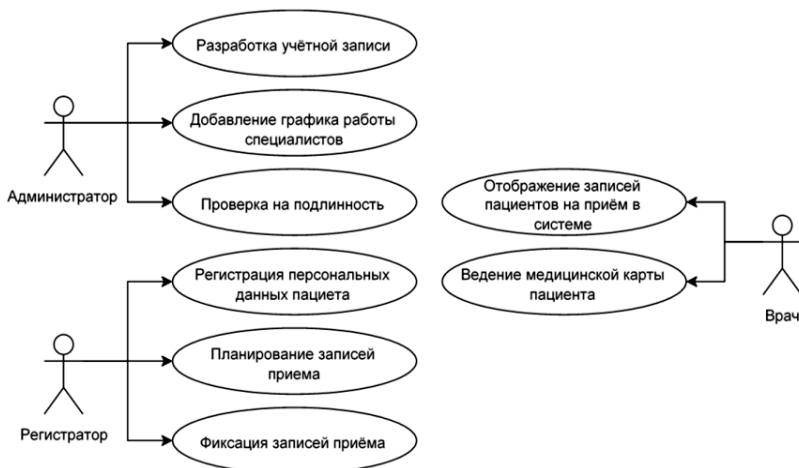 Разработка учётной записи
Добавление графика работы
специалистов
Администратор
Проверка на подлинность
Отображение записей
пациентов на приём в
системе
Регистрация персональных
данных пациета
Ведение медицинской карты
пациента
Врач
Планирование записей
приема
Регистратор
Фиксация записей приёма